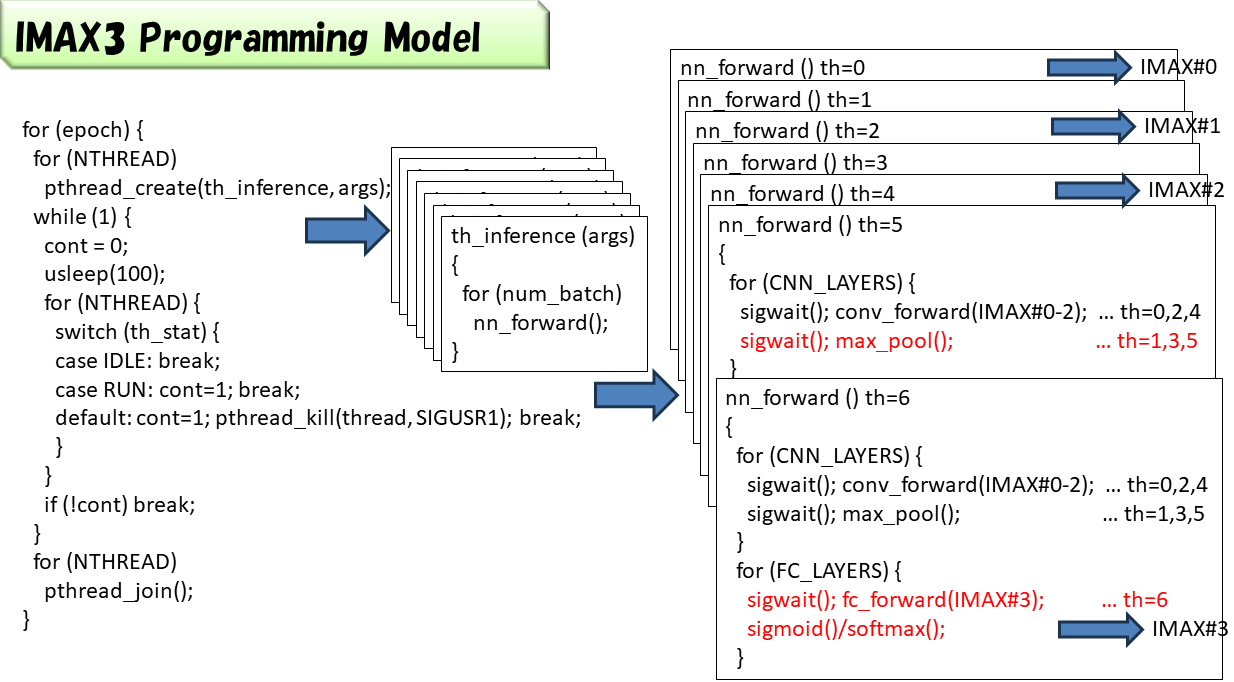 IMAX3 Programming Model
for (epoch) {
for (NTHREAD)
pthread_create(th_inference, args);
while (1) {
cont = 0;
usleep(100);
for (NTHREAD) {
switch (th_stat) {
case IDLE: break;
case RUN: cont=1; break;
default: cont=1; pthread_kill(thread, SIGUSR1); break;
}
}
if (!cont) break;
}
for (NTHREAD)
pthread_join();
}
th_inference (args)
{
for (num_batch)
nn_forward();
}
nn_forward () th=0
IMAX#0
nn_forward () th=1
nn_forward () th=2
IMAX#1
nn_forward () th=3
nn_forward () th=4
IMAX#2
nn_forward () th=5
{
for (CNN_LAYERS) {
sigwait(); conv_forward(IMAX#0-2); ... th=0,2,4
sigwait(); max_pool(); ... th=1,3,5
}
nn_forward () th=6
{
for (CNN_LAYERS) {
sigwait(); conv_forward(IMAX#0-2); ... th=0,2,4
sigwait(); max_pool(); ... th=1,3,5
}
for (FC_LAYERS) {
sigwait(); fc_forward(IMAX#3); ... th=6
sigmoid()/softmax();
IMAX#3
}